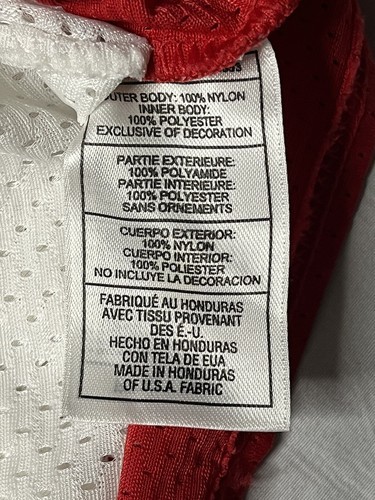 OUTER BODY: 100% NYLON
INNER BODY:
100% POLYESTER
EXCLUSIVE OF DECORATION
PARTIE EXTERIEURE:
100% POLYAMIDE
PARTIE INTÉRIEURE:
100% POLYESTER
SANS ORNEMENTS
CUERPO EXTERIOR:
100% NYLON
CUERPO INTERIOR:
100% POLIESTER
NO INCLUYE LA DECORACION
FABRIQUÉ AU HONDURAS
AVEC TISSU PROVENANT
DES É.-U.
HECHO EN HONDURAS
CON TELA DE EUA
MADE IN HONDURAS
OF U.S.A. FABRIC